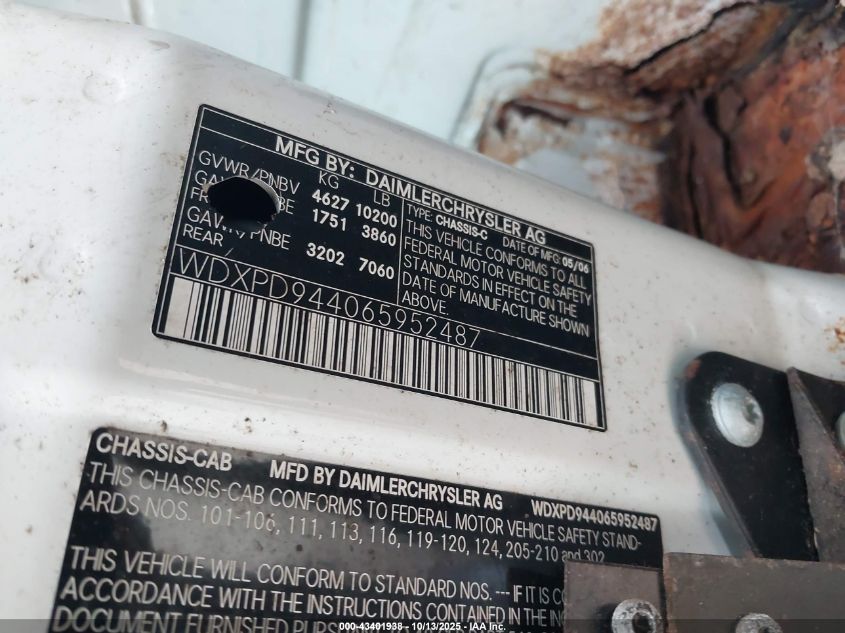 MFG BY: DAIMLERCHRYSLER AG
KG LB
GVWR/PNBV 4627 10200
1751 3860
PNBE 3202 7060
REAR/
TYPE: CHASSIS-C DATE OF MFG 05/06
THIS VEHICLE CONFORMS TO ALL
FEDERAL MOTOR VEHICLE SAFETY
STANDARDS IN EFFECT ON THE
DATE OF MANUFACTURE SHOWN
ABOVE.
WDXPD944065952487
CHASSIS-CAB MFD BY DAIMLERCHRYSLER AG WDXPD944065952487
THIS CHASSIS-CAB CONFORMS TO FEDERAL MOTOR VEHICLE SAFETY STAND-
ARDS NOS. 101-106, 111, 113, 116, 119-120, 124, 205-210 and 302
THIS VEHICLE WILL CONFORM TO STANDARD NOS. --- IF IT IS
ACCORDANCE WITH THE INSTRUCTIONS CONTAINED IN THE
DOCUMENT FURNISHED
000-43401938 - 10/13/2025 - IAA Inc.